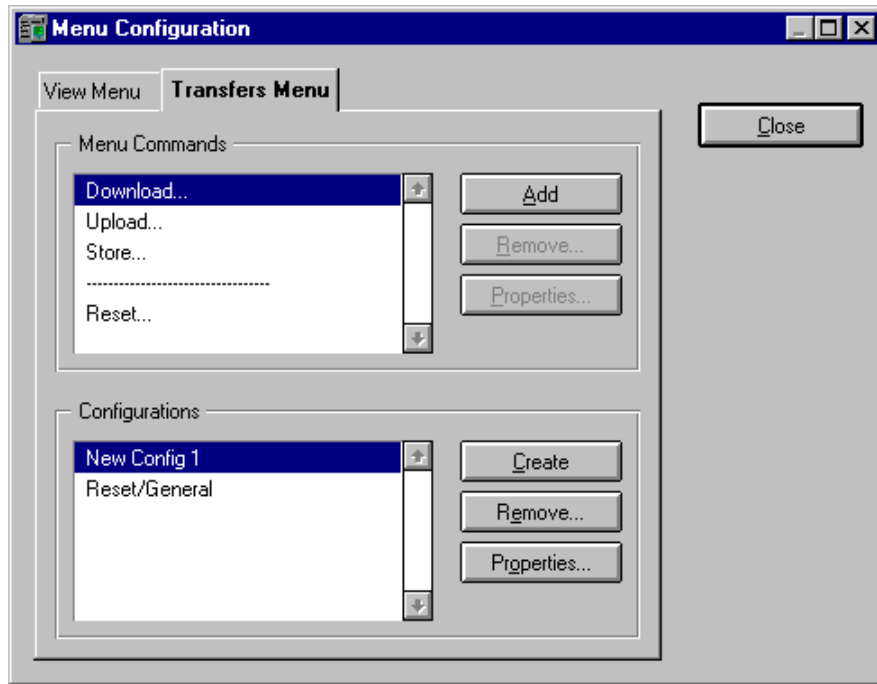 Menu Configuration
View Menu
Transfers Menu
Close
Menu Commands
Download...
Upload...
Store...
----------------------------------
Reset...
Add
Remove...
Properties...
Configurations
New Config 1
Reset/General
Create
Remove...
Properties...